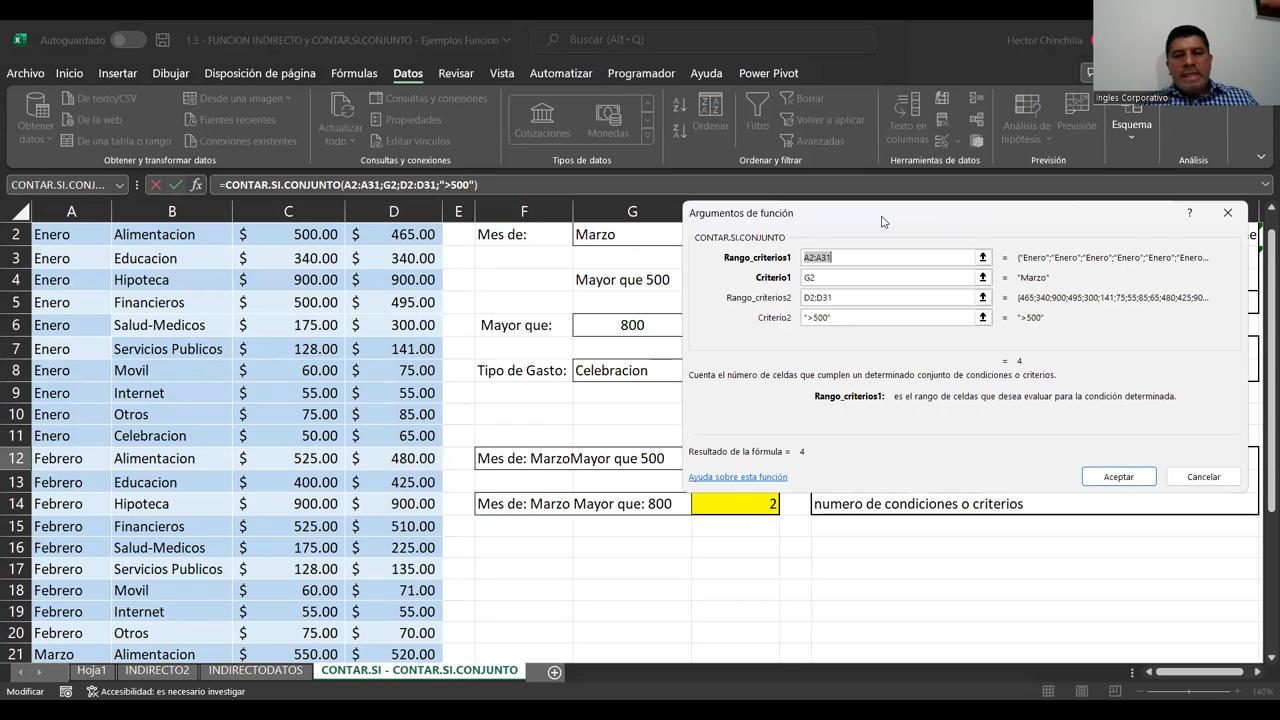 Autoguardado
1.3 - FUNCION INDIRECTO y CONTAR.SI.CONJUNTO - Ejemplos Funcion
Buscar (Alt+Q)
Hector Chinchilla
Ingles Corporativo
Archivo Inicio Insertar Dibujar Disposición de página Fórmulas Datos Revisar Vista Automatizar Programador Ayuda Power Pivot
Obtener datos
De texto/CSV
De la web
De una tabla o rango
Desde una imagen
Fuentes recientes
Conexiones existentes
Obtener y transformar datos
Actualizar todo
Consultas y conexiones
Propiedades
Editar vínculos
Consultas y conexiones
Cotizaciones
Monedas
Tipos de datos
Ordenar
Filtro
Borrar
Volver a aplicar
Avanzadas
Ordenar y filtrar
Texto en columnas
Herramientas de datos
Análisis de hipótesis
Previsión
Previsión
Esquema
Análisis
CONTAR.SI.CONJ...
fx
=CONTAR.SI.CONJUNTO(A2:A31;G2;D2:D31;">500")
A B C D E F G
2 Enero Alimentacion $ 500.00 $ 465.00 Mes de: Marzo
3 Enero Educacion $ 340.00 $ 340.00
4 Enero Hipoteca $ 900.00 $ 900.00 Mayor que 500
5 Enero Financieros $ 500.00 $ 495.00
6 Enero Salud-Medicos $ 175.00 $ 300.00 Mayor que: 800
7 Enero Servicios Publicos $ 128.00 $ 141.00
8 Enero Movil $ 60.00 $ 75.00 Tipo de Gasto: Celebracion
9 Enero Internet $ 55.00 $ 55.00
10 Enero Otros $ 75.00 $ 85.00
11 Enero Celebracion $ 50.00 $ 65.00
12 Febrero Alimentacion $ 525.00 $ 480.00 Mes de: MarzoMayor que 500
13 Febrero Educacion $ 400.00 $ 425.00
14 Febrero Hipoteca $ 900.00 $ 900.00 Mes de: Marzo Mayor que: 800 2 numero de condiciones o criterios
15 Febrero Financieros $ 525.00 $ 510.00
16 Febrero Salud-Medicos $ 175.00 $ 225.00
17 Febrero Servicios Publicos $ 128.00 $ 135.00
18 Febrero Movil $ 60.00 $ 71.00
19 Febrero Internet $ 55.00 $ 55.00
20 Febrero Otros $ 75.00 $ 70.00
21 Marzo Alimentacion $ 550.00 $ 520.00
Argumentos de función ?
CONTAR.SI.CONJUNTO
Rango_criterios1 A2:A31 = {"Enero";"Enero";"Enero";"Enero";"Enero";"Enero...
Criterio1 G2 = "Marzo"
Rango_criterios2 D2:D31 = {465;340;900;495;300;141;75;55;85;65;480;425;90...
Criterio2 ">500" = ">500"
= 4
Cuenta el número de celdas que cumplen un determinado conjunto de condiciones o criterios.
Rango_criterios1: es el rango de celdas que desea evaluar para la condición determinada.
Resultado de la fórmula = 4
Ayuda sobre esta función
Aceptar
Cancelar
ne
Hoja1 INDIRECTO2 INDIRECTODATOS CONTAR.SI - CONTAR.SI.CONJUNTO
Modificar
Accesibilidad: es necesario investigar
140%